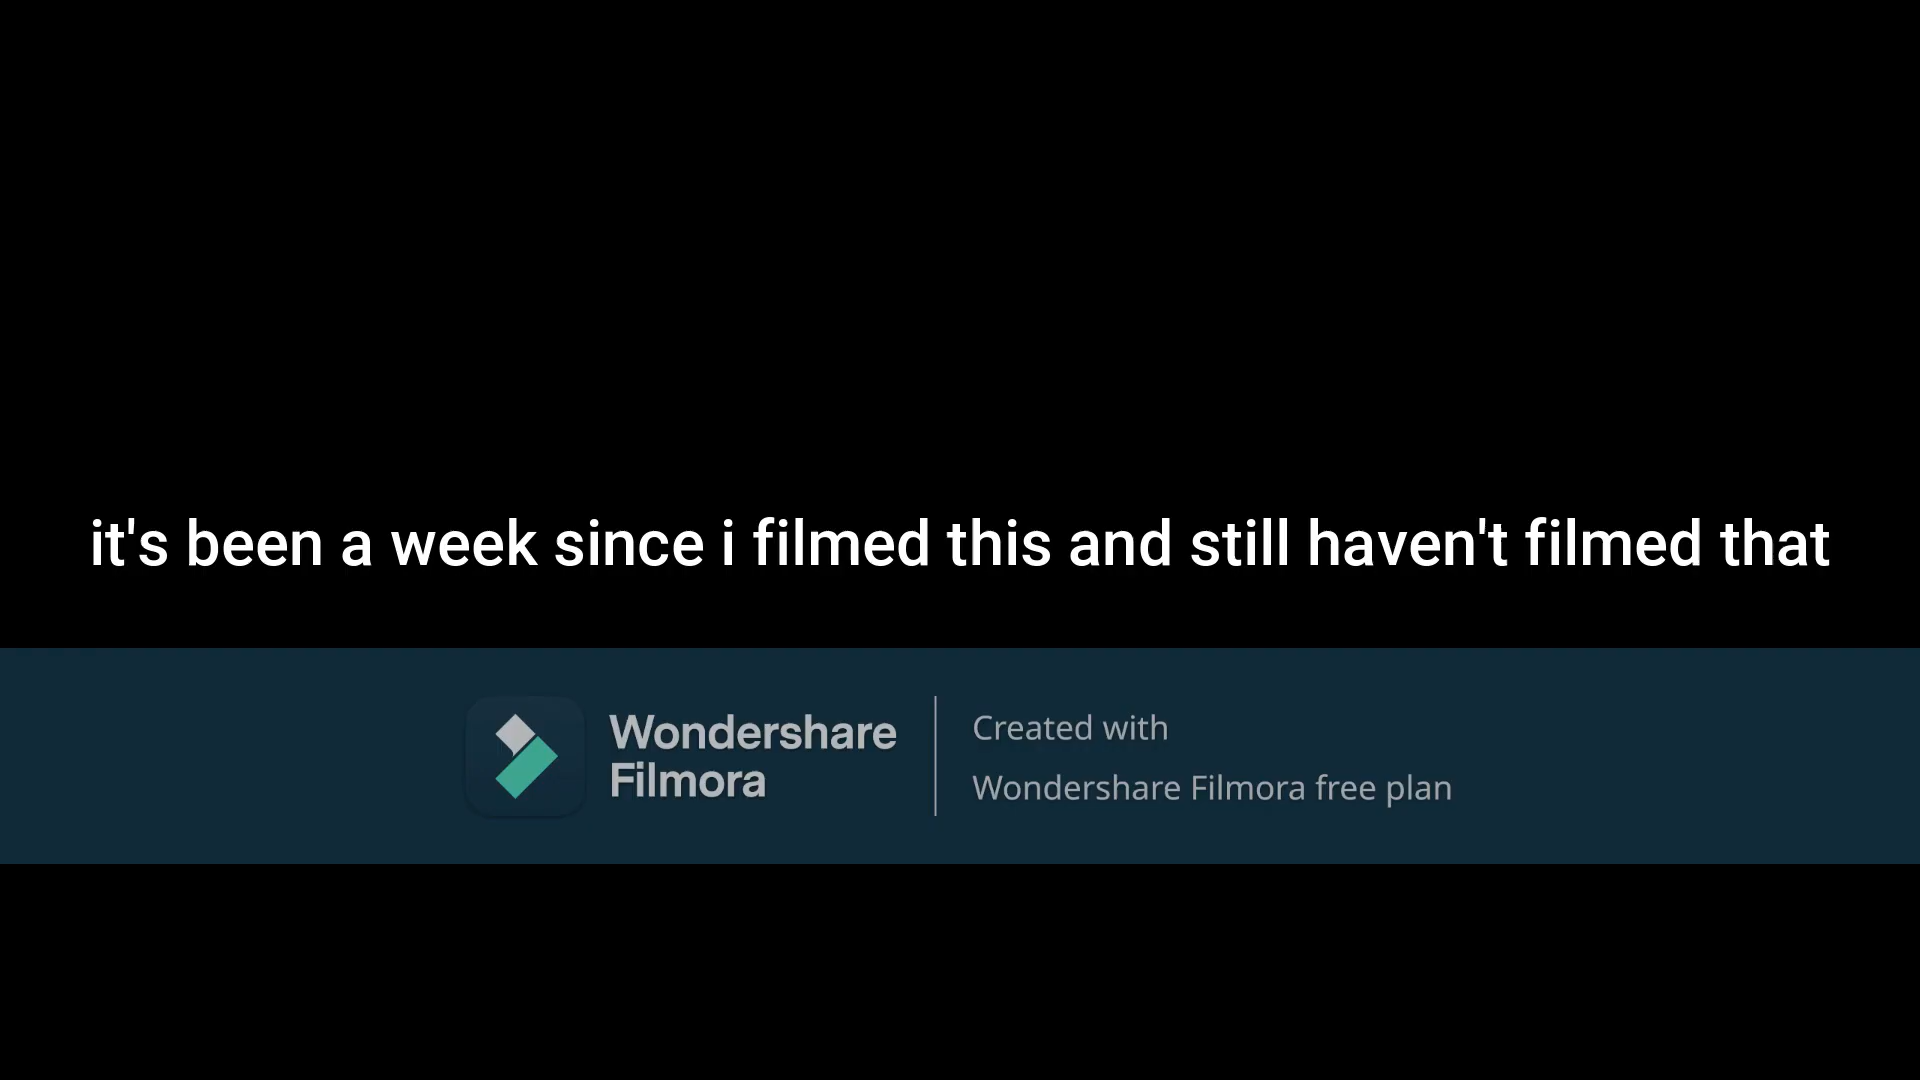 it's been a week since i filmed this and still haven't filmed that
Wondershare
Filmora
Created with
Wondershare Filmora free plan